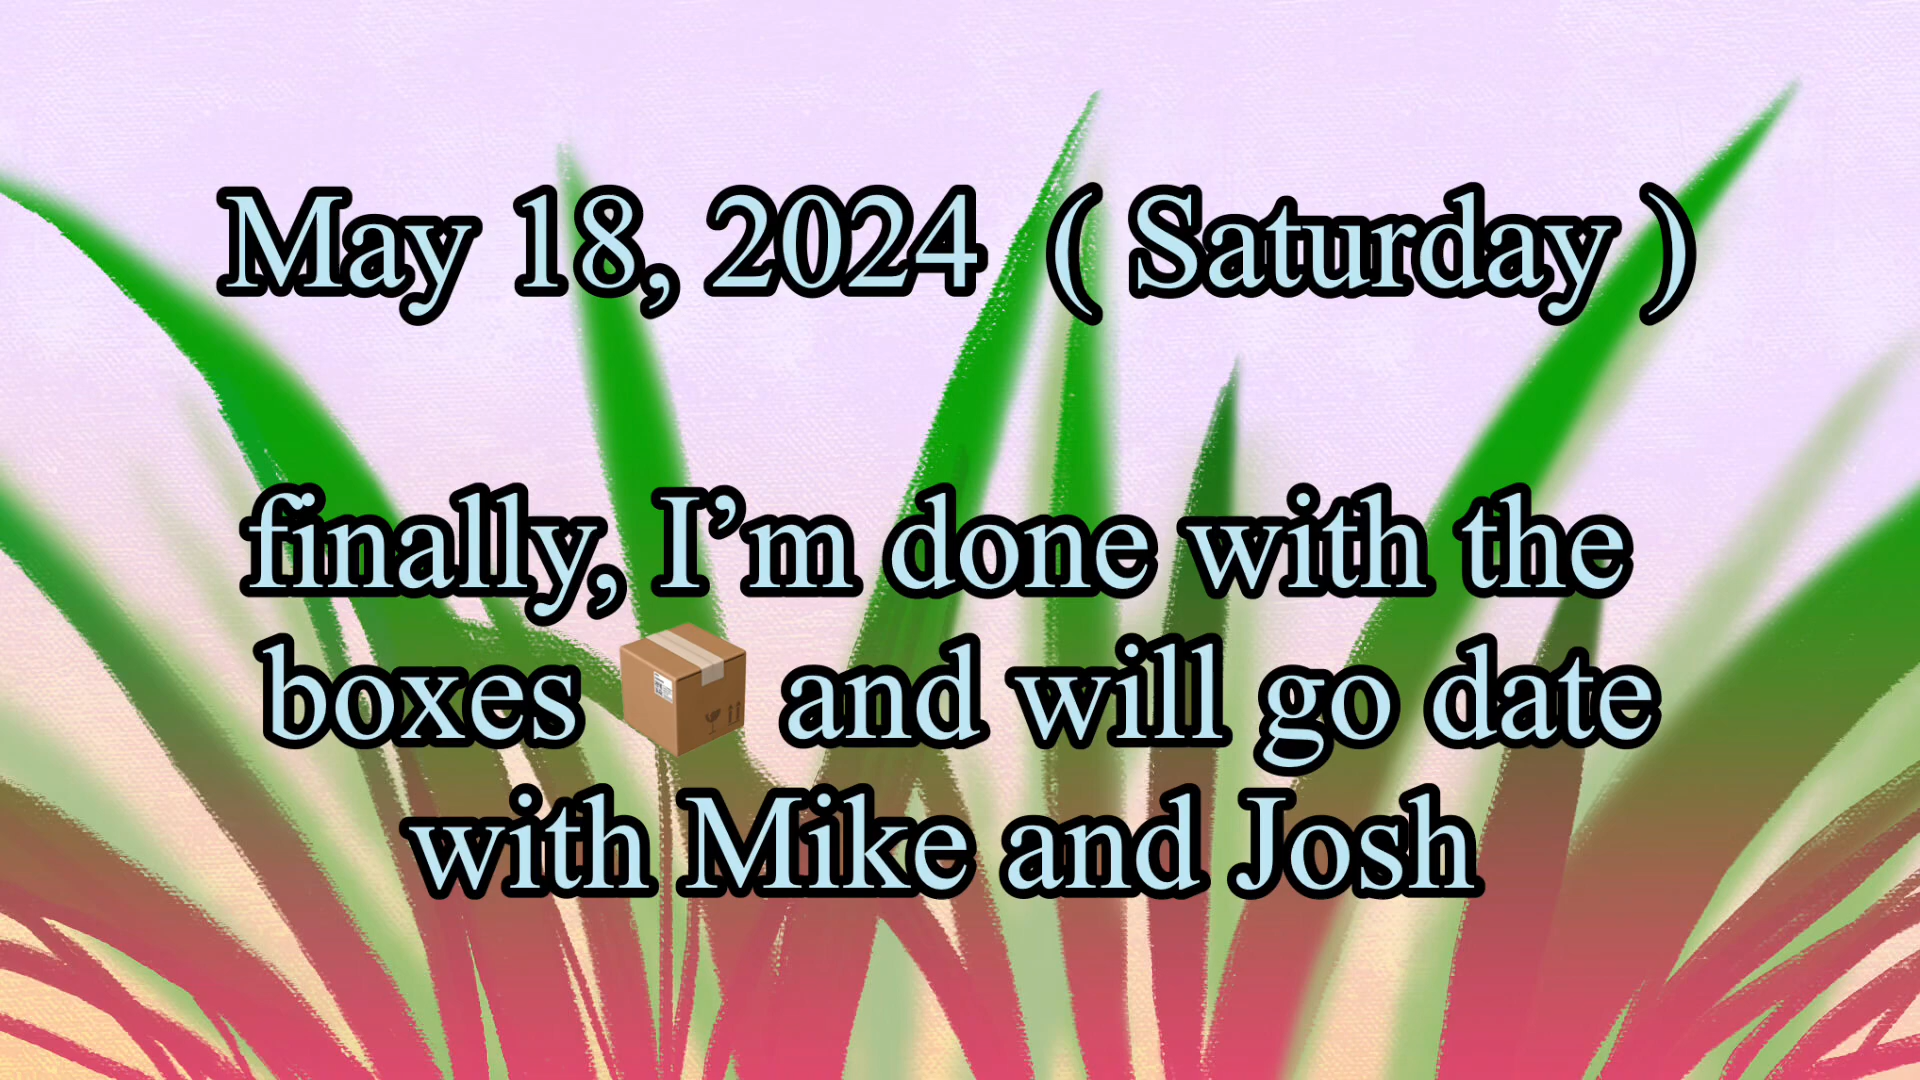 May 18, 2024 ( Saturday )
finally, I’m done with the
boxes 📦 and will go date
with Mike and Josh